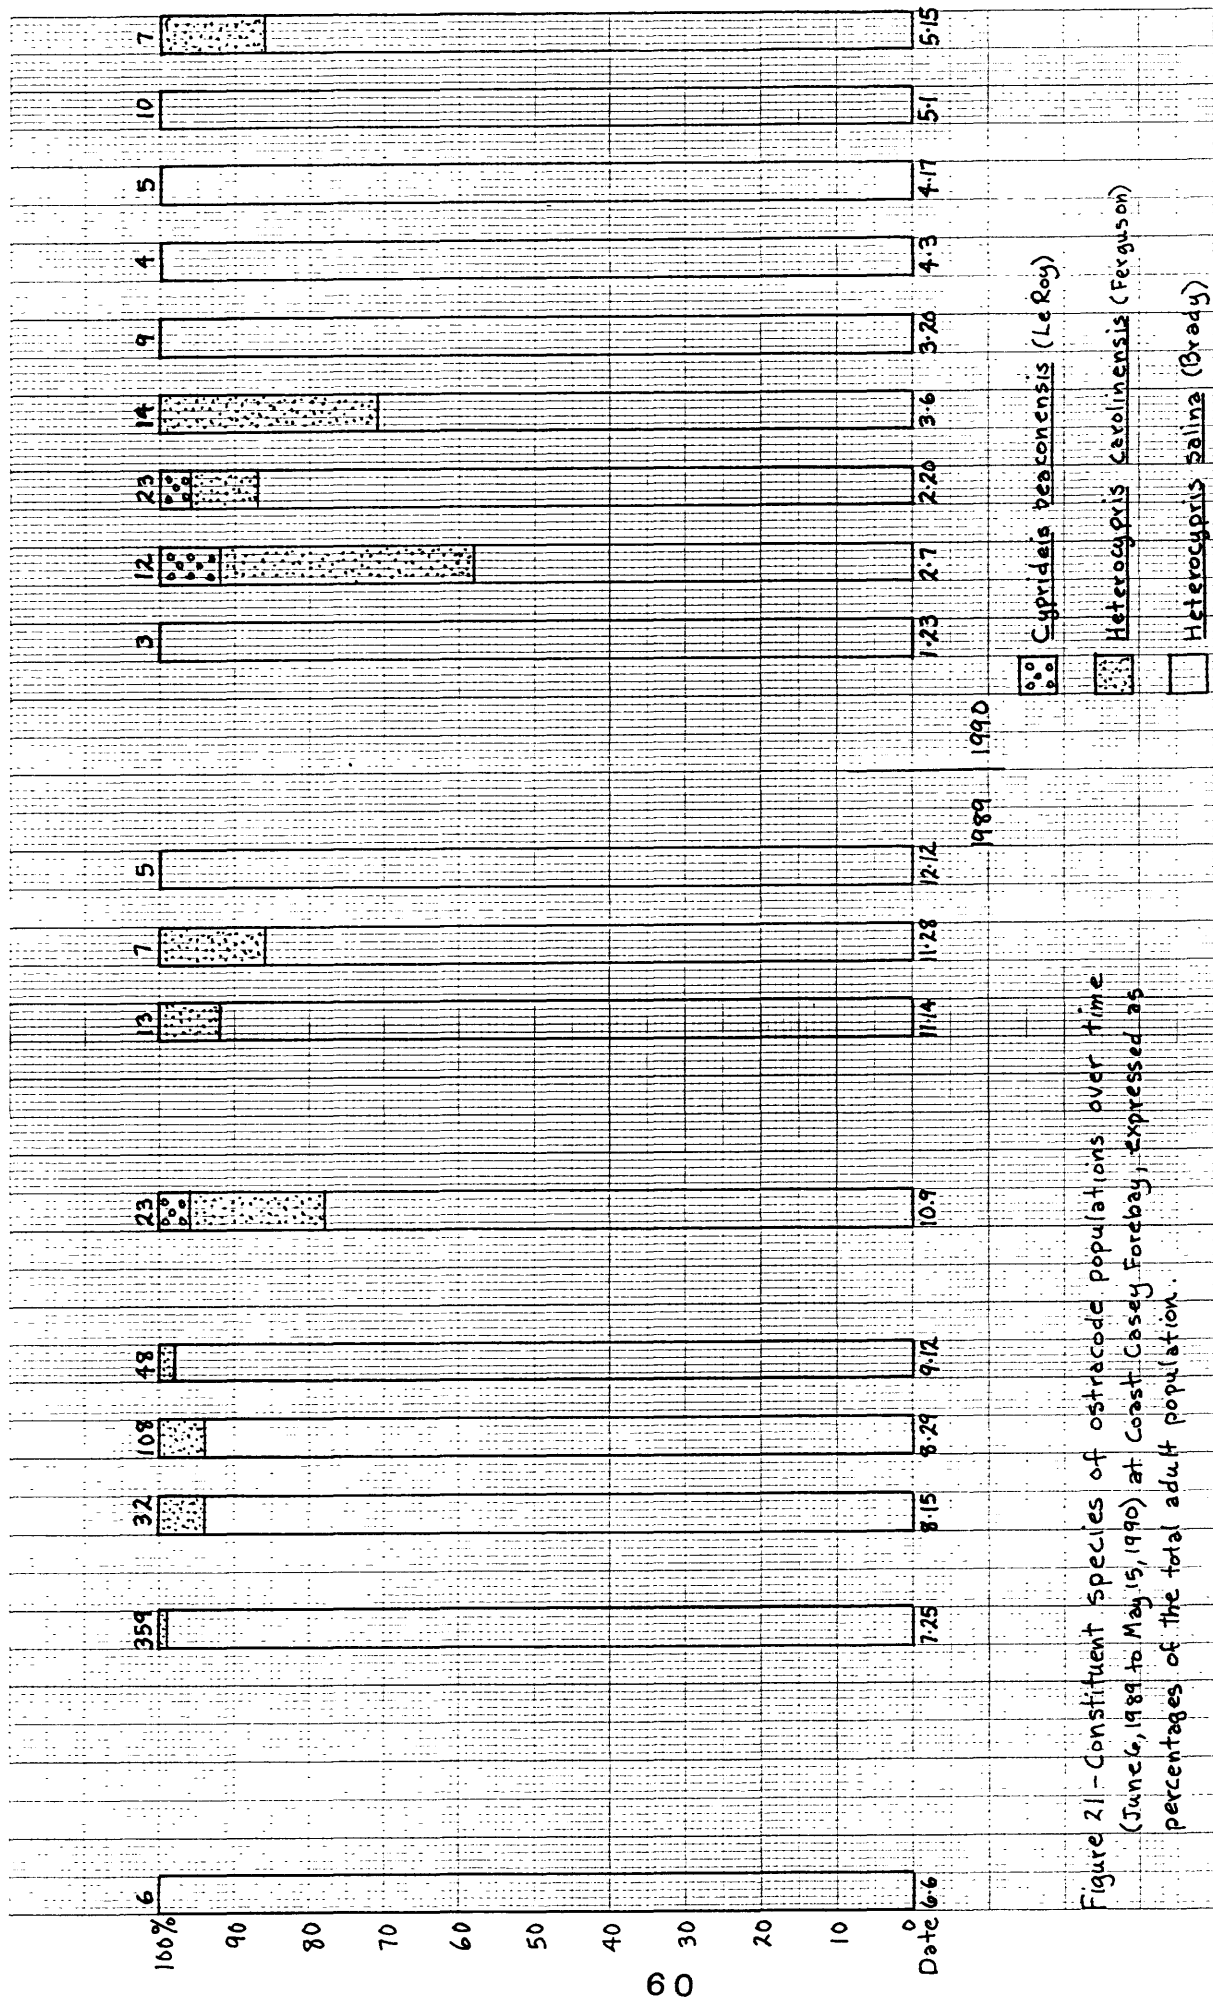 6 359 32 108 48 23 13 7 5 3 12 23 14 9 4 5 10 7
100%
90
80
70
60
50
40
30
20
10
0
Date 6·6 7·25 8·15 8·29 9·12 10·9 11·14 11·28 12·12 1·23 2·7 2·20 3·6 3·20 4·3 4·17 5·1 5·15
1989 1990
Cyprideis beaconensis (LeRoy)
Heterocypris carolinensis (Ferguson)
Heterocypris salina (Brady)
Figure 21-Constituent species of ostracode populations over time
(June 6, 1989 to May 15, 1990) at Coast Casey Forebay, expressed as
percentages of the total adult population.
60